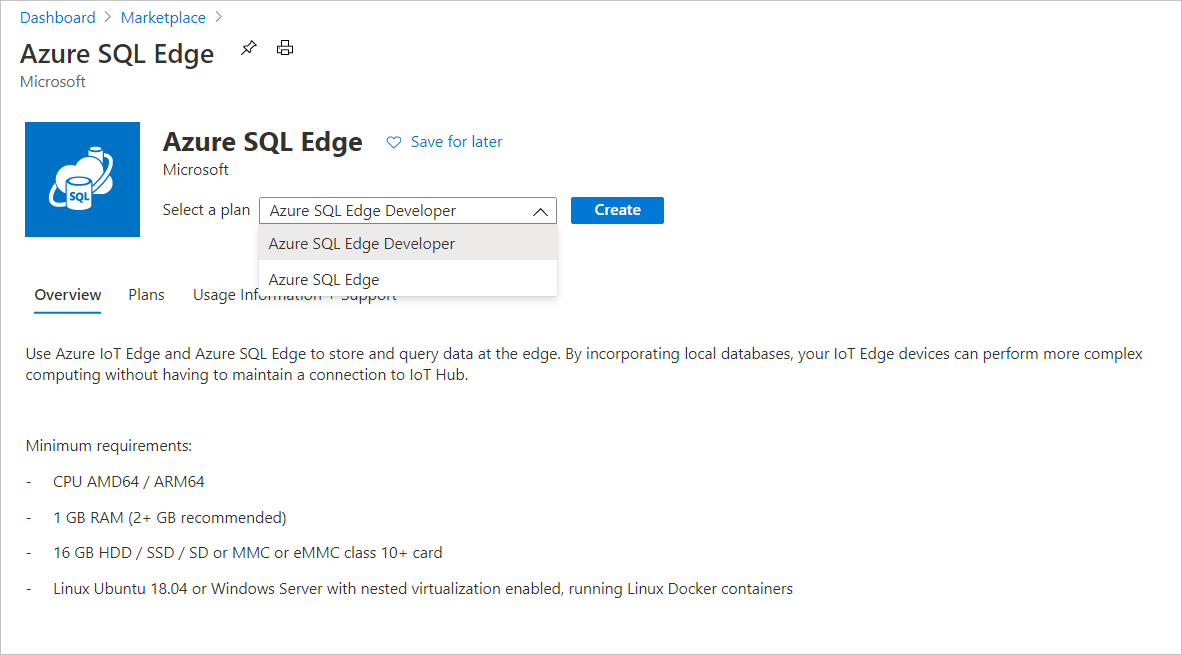 Dashboard > Marketplace >
Azure SQL Edge
Microsoft
SQL
Azure SQL Edge
Save for later
Microsoft
Select a plan
Azure SQL Edge Developer
Create
Azure SQL Edge Developer
Azure SQL Edge
Overview
Plans
Usage Information + Support
Use Azure IoT Edge and Azure SQL Edge to store and query data at the edge. By incorporating local databases, your IoT Edge devices can perform more complex
computing without having to maintain a connection to IoT Hub.
Minimum requirements:
- CPU AMD64 / ARM64
- 1 GB RAM (2+ GB recommended)
- 16 GB HDD / SSD / SD or MMC or eMMC class 10+ card
- Linux Ubuntu 18.04 or Windows Server with nested virtualization enabled, running Linux Docker containers